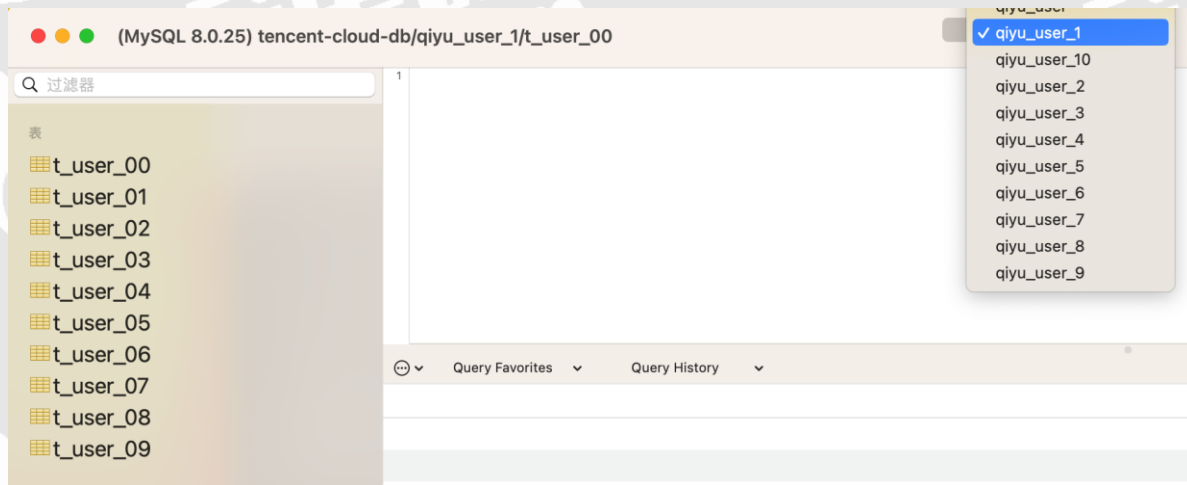 qiyu_user
(MySQL 8.0.25) tencent-cloud-db/qiyu_user_1/t_user_00
✓ qiyu_user_1
qiyu_user_10
qiyu_user_2
qiyu_user_3
qiyu_user_4
qiyu_user_5
qiyu_user_6
qiyu_user_7
qiyu_user_8
qiyu_user_9
过滤器
1
表
t_user_00
t_user_01
t_user_02
t_user_03
t_user_04
t_user_05
t_user_06
t_user_07
t_user_08
t_user_09
Query Favorites
Query History